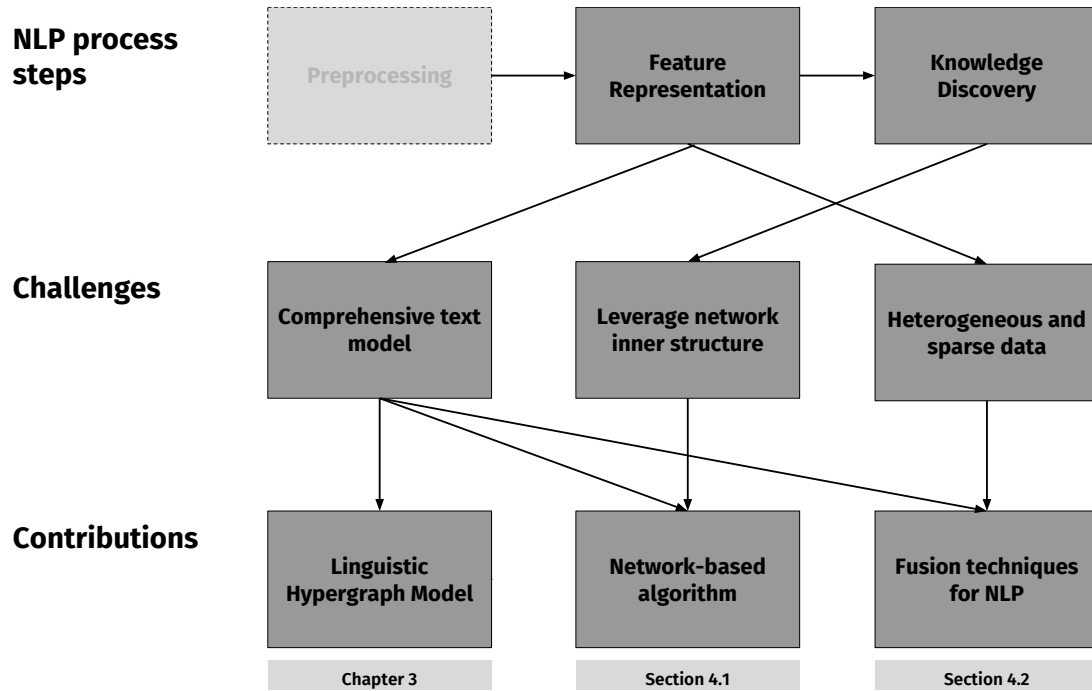 NLP process
steps
Preprocessing
Feature
Representation
Knowledge
Discovery
Challenges
Comprehensive text
model
Leverage network
inner structure
Heterogeneous and
sparse data
Contributions
Linguistic
Hypergraph Model
Network-based
algorithm
Fusion techniques
for NLP
Chapter 3
Section 4.1
Section 4.2